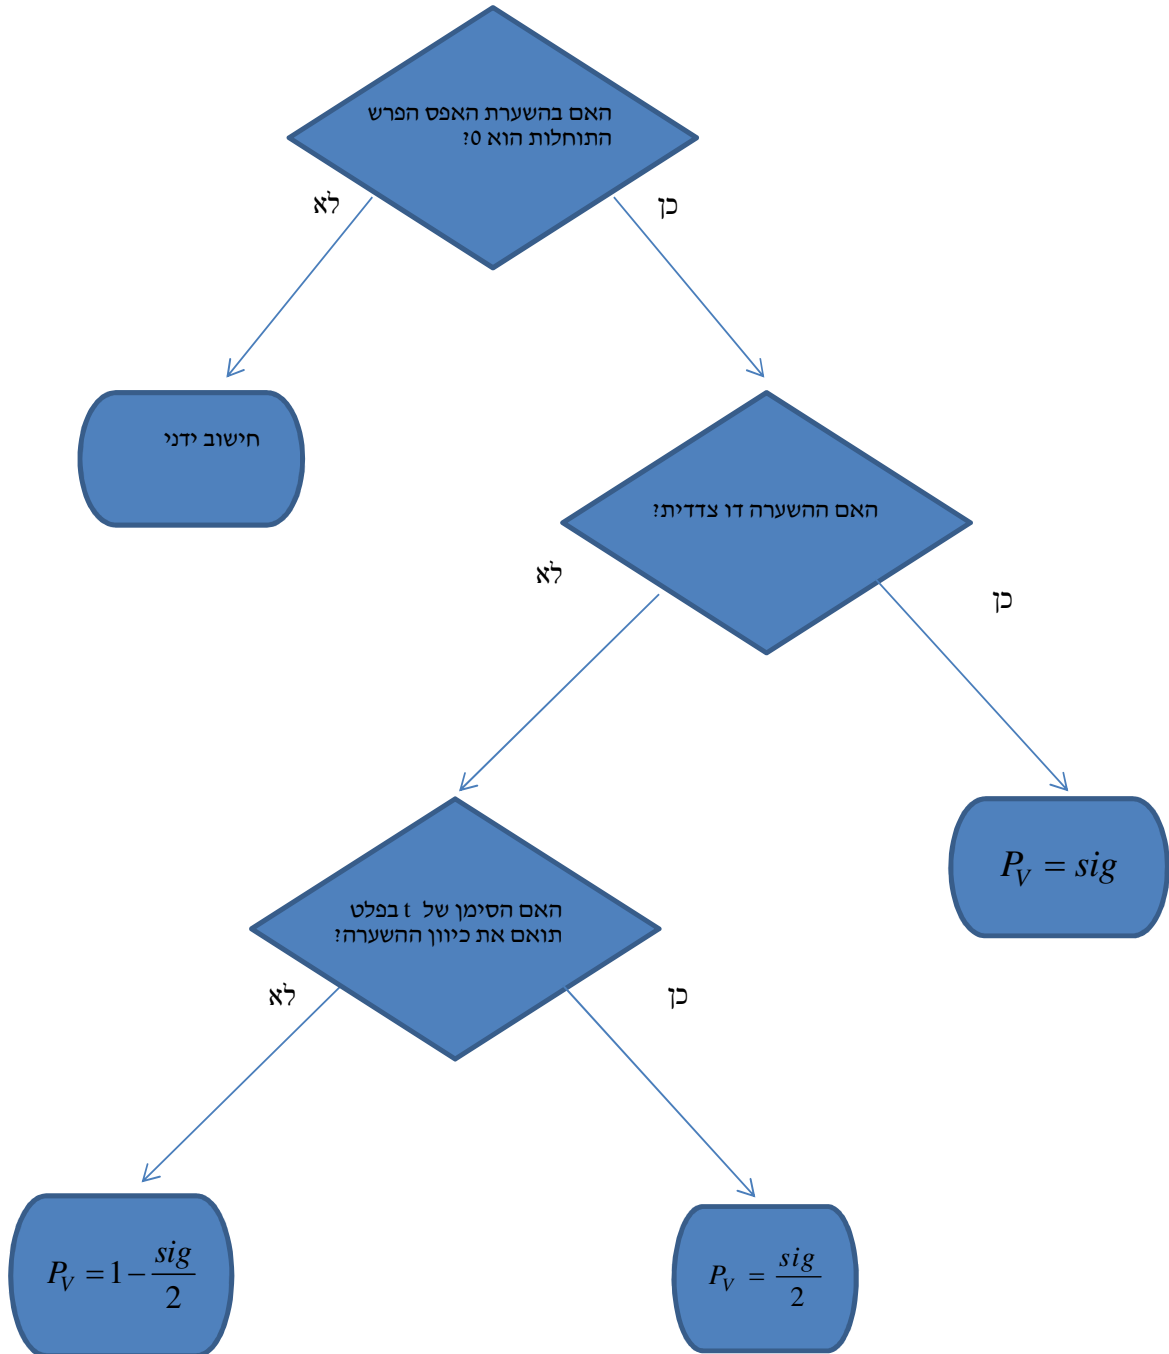 האם בהשערת האפס הפרש
התוחלות הוא 0?
כן
לא
חישוב ידני
האם ההשערה דו צדדית?
לא
כן
P_V = sig
האם הסימן של t בפלט
תואם את כיוון ההשערה?
כן
לא
P_V = sig/2
P_V = 1 - sig/2